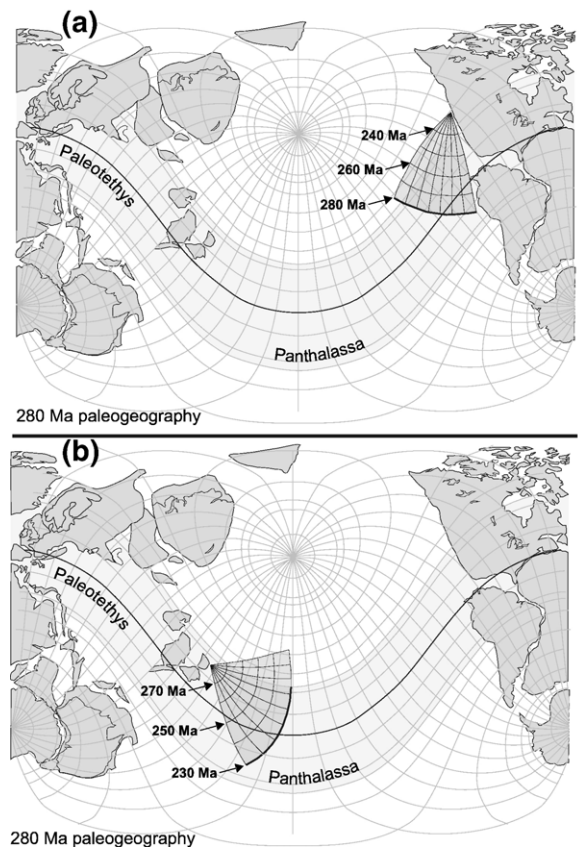 (a)
240 Ma
260 Ma
280 Ma
Paleotethys
Panthalassa
280 Ma paleogeography
(b)
Paleotethys
270 Ma
250 Ma
230 Ma
Panthalassa
280 Ma paleogeography